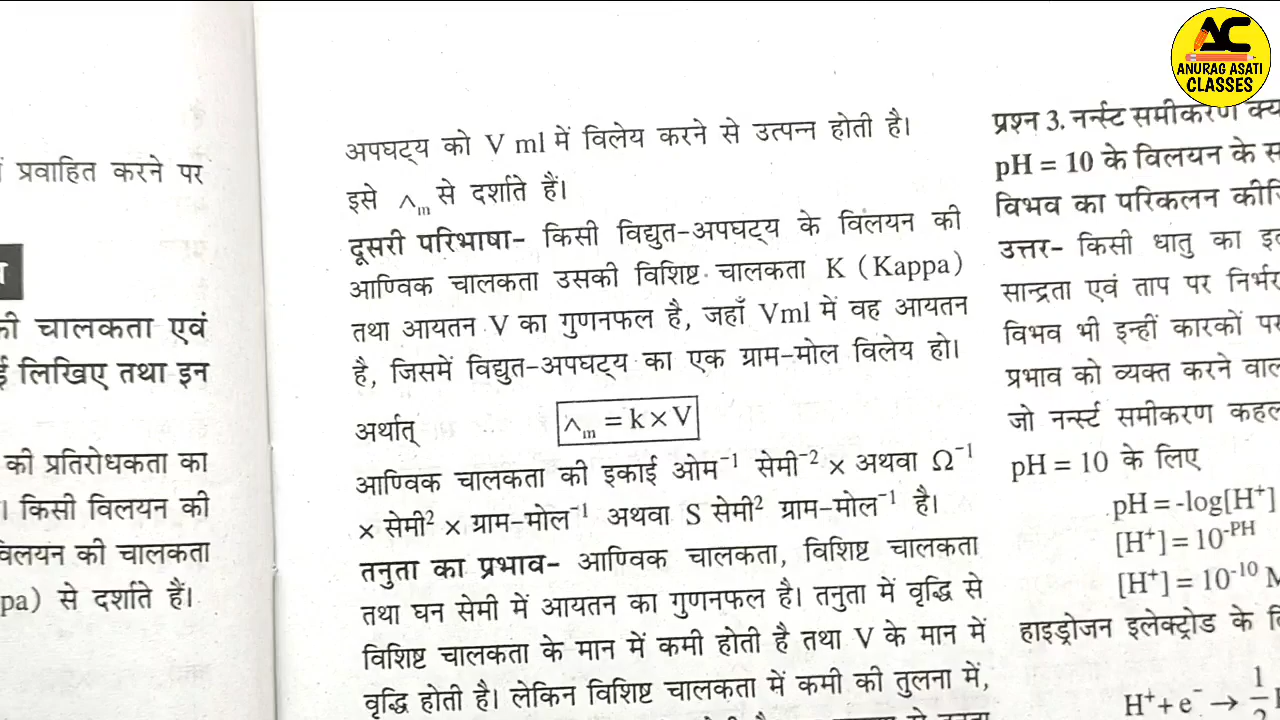 ANURAG ASATI
CLASSES
प्रवाहित करने पर
की चालकता एवं
लिखिए तथा इन
की प्रतिरोधकता का
। किसी विलयन की
विलयन की चालकता
pa) से दर्शाते हैं।
अपघट्य को V ml में विलेय करने से उत्पन्न होती है।
इसे ∧m से दर्शाते हैं।
दूसरी परिभाषा- किसी विद्युत-अपघट्य के विलयन की
आण्विक चालकता उसकी विशिष्ट चालकता K (Kappa)
तथा आयतन V का गुणनफल है, जहाँ Vml में वह आयतन
है, जिसमें विद्युत-अपघट्य का एक ग्राम-मोल विलेय हो।
अर्थात् ∧m = k × V
आण्विक चालकता की इकाई ओम⁻¹ सेमी⁻² × अथवा Ω⁻¹
× सेमी² × ग्राम-मोल⁻¹ अथवा S सेमी² ग्राम-मोल⁻¹ है।
तनुता का प्रभाव- आण्विक चालकता, विशिष्ट चालकता
तथा घन सेमी में आयतन का गुणनफल है। तनुता में वृद्धि से
विशिष्ट चालकता के मान में कमी होती है तथा V के मान में
वृद्धि होती है। लेकिन विशिष्ट चालकता में कमी की तुलना में,
प्रश्न 3. नर्न्स्ट समीकरण
pH = 10 के विलयन के
विभव का परिकलन
उत्तर- किसी धातु का
सान्द्रता एवं ताप पर निर्भर
विभव भी इन्हीं कारकों
प्रभाव को व्यक्त करने
जो नर्न्स्ट समीकरण
pH = 10 के लिए
pH = -log[H⁺]
[H⁺] = 10⁻ᴾᴴ
[H⁺] = 10⁻¹⁰
हाइड्रोजन इलेक्ट्रोड के
H⁺ + e⁻ → 1/2